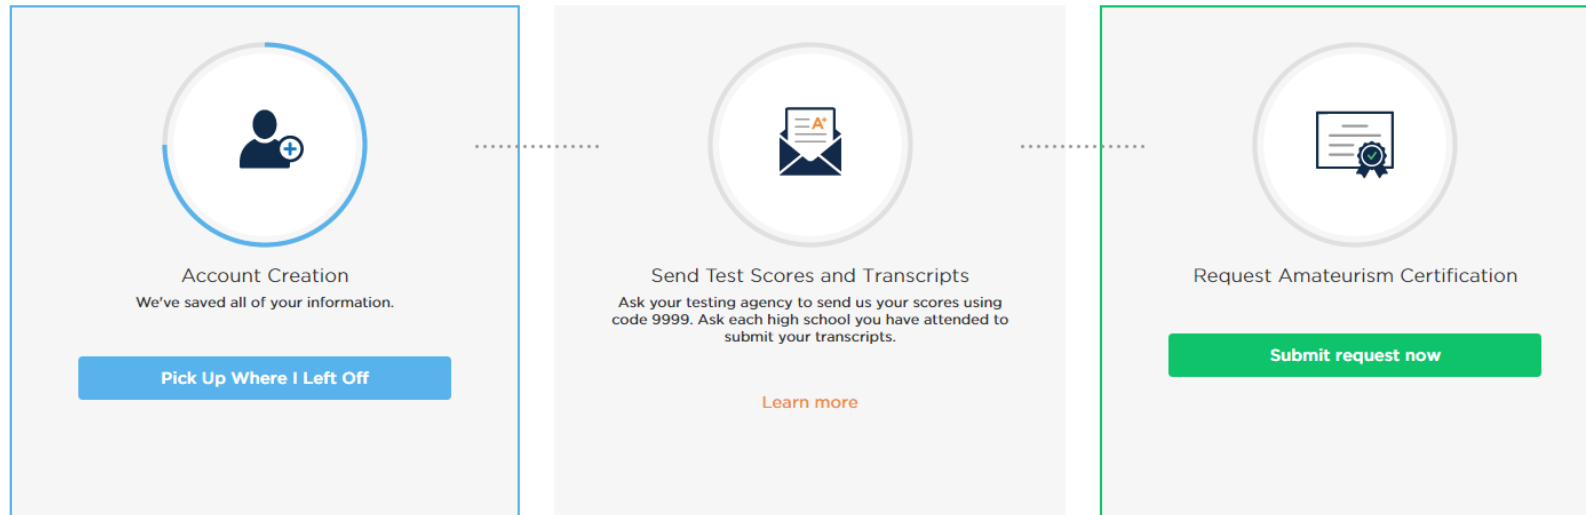 Account Creation
We've saved all of your information.
Pick Up Where I Left Off
A+
Send Test Scores and Transcripts
Ask your testing agency to send us your scores using
code 9999. Ask each high school you have attended to
submit your transcripts.
Learn more
Request Amateurism Certification
Submit request now